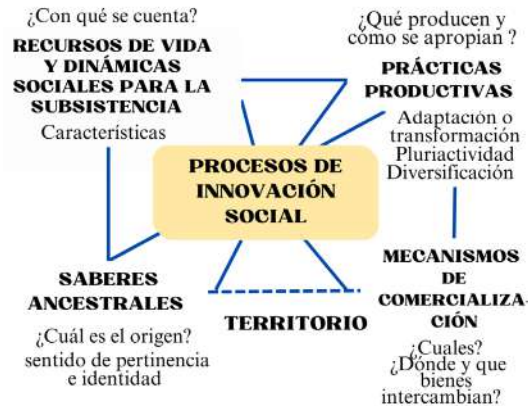 ¿Con qué se cuenta?
RECURSOS DE VIDA
Y DINÁMICAS
SOCIALES PARA LA
SUBSISTENCIA
Características
¿Qué producen y
cómo se apropian ?
PRÁCTICAS
PRODUCTIVAS
Adaptación o
transformación
Pluriactividad
Diversificación
PROCESOS DE
INNOVACIÓN
SOCIAL
SABERES
ANCESTRALES
¿Cuál es el origen?
sentido de pertinencia
e identidad
TERRITORIO
MECANISMOS
DE
COMERCIALIZA-
CIÓN
¿Cuales?
¿Dónde y que
bienes
intercambian?